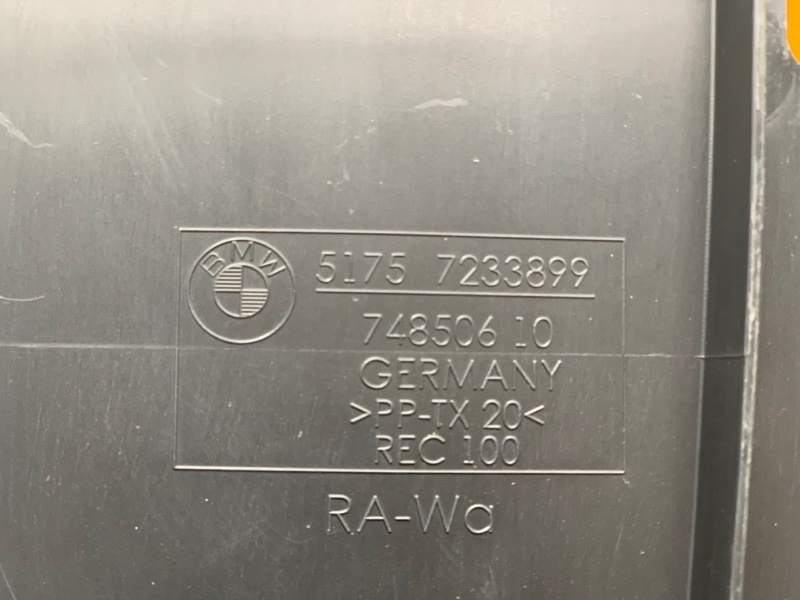 BMW
5175 7233899
748506 10
GERMANY
>PP-TX 20<
REC 100
RA-Wa